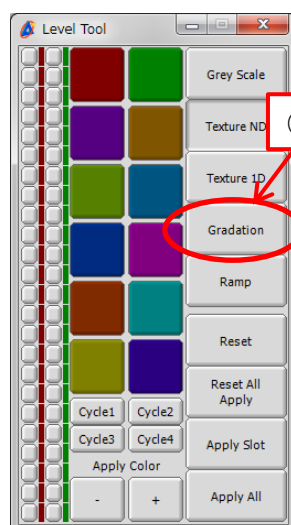 Level Tool
Grey Scale
Texture ND
Texture 1D
Gradation
Ramp
Reset
Reset All
Apply
Cycle1 Cycle2
Cycle3 Cycle4
Apply Slot
Apply Color
- +
Apply All